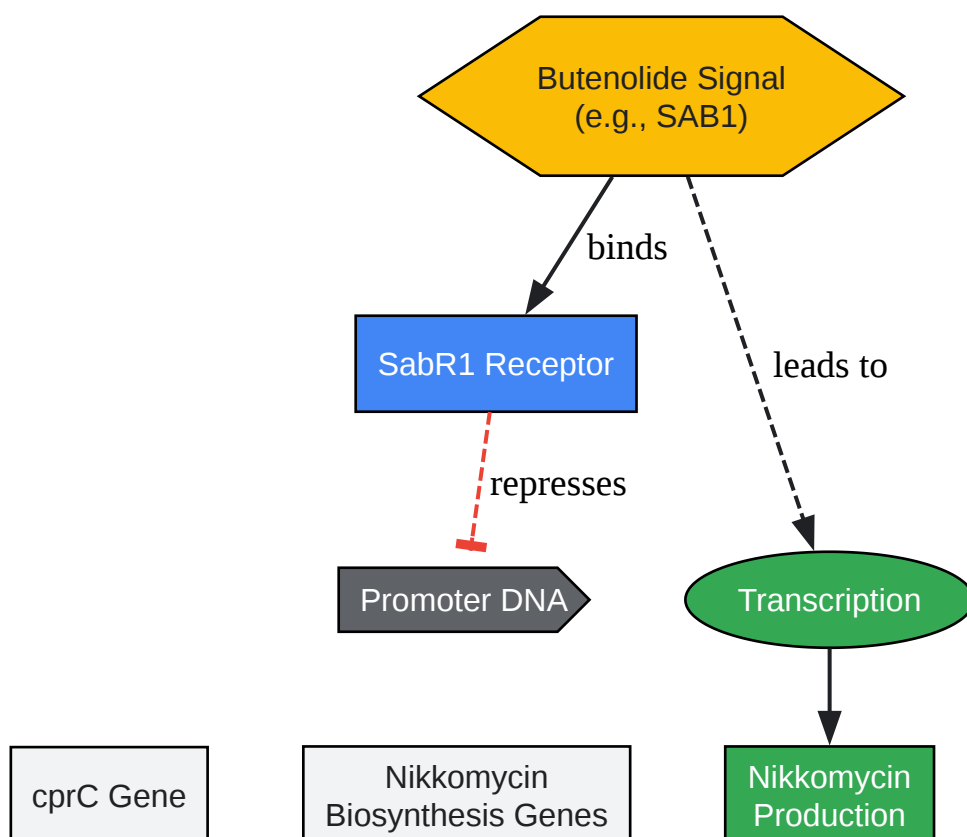 Butenolide Signal
(e.g., SAB1)
binds
SabR1 Receptor
leads to
represses
Promoter DNA
Transcription
cprC Gene
Nikkomycin
Biosynthesis Genes
Nikkomycin
Production